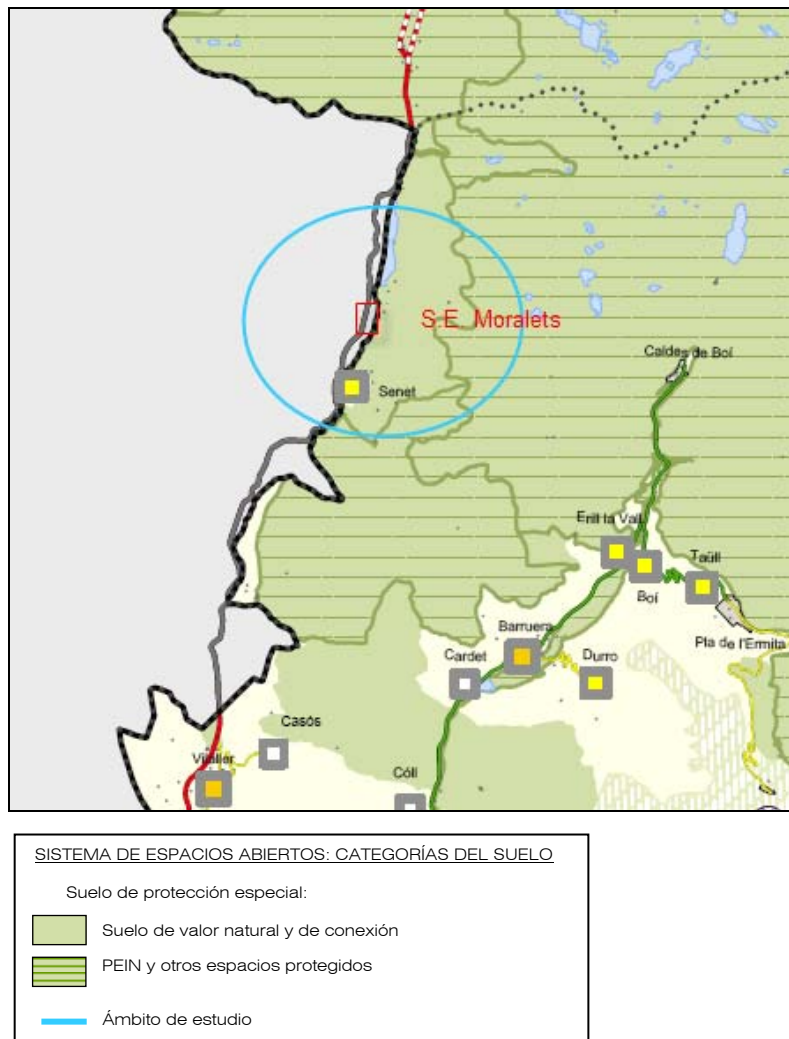 S.E. Moralets
Caldes de Boí
Senet
Erill la Vall
Taüll
Boí
Barruera
Pla de l'Ermita
Cardet
Durro
Casós
Vilaller
Cóll
SISTEMA DE ESPACIOS ABIERTOS: CATEGORÍAS DEL SUELO
Suelo de protección especial:
Suelo de valor natural y de conexión
PEIN y otros espacios protegidos
Ámbito de estudio